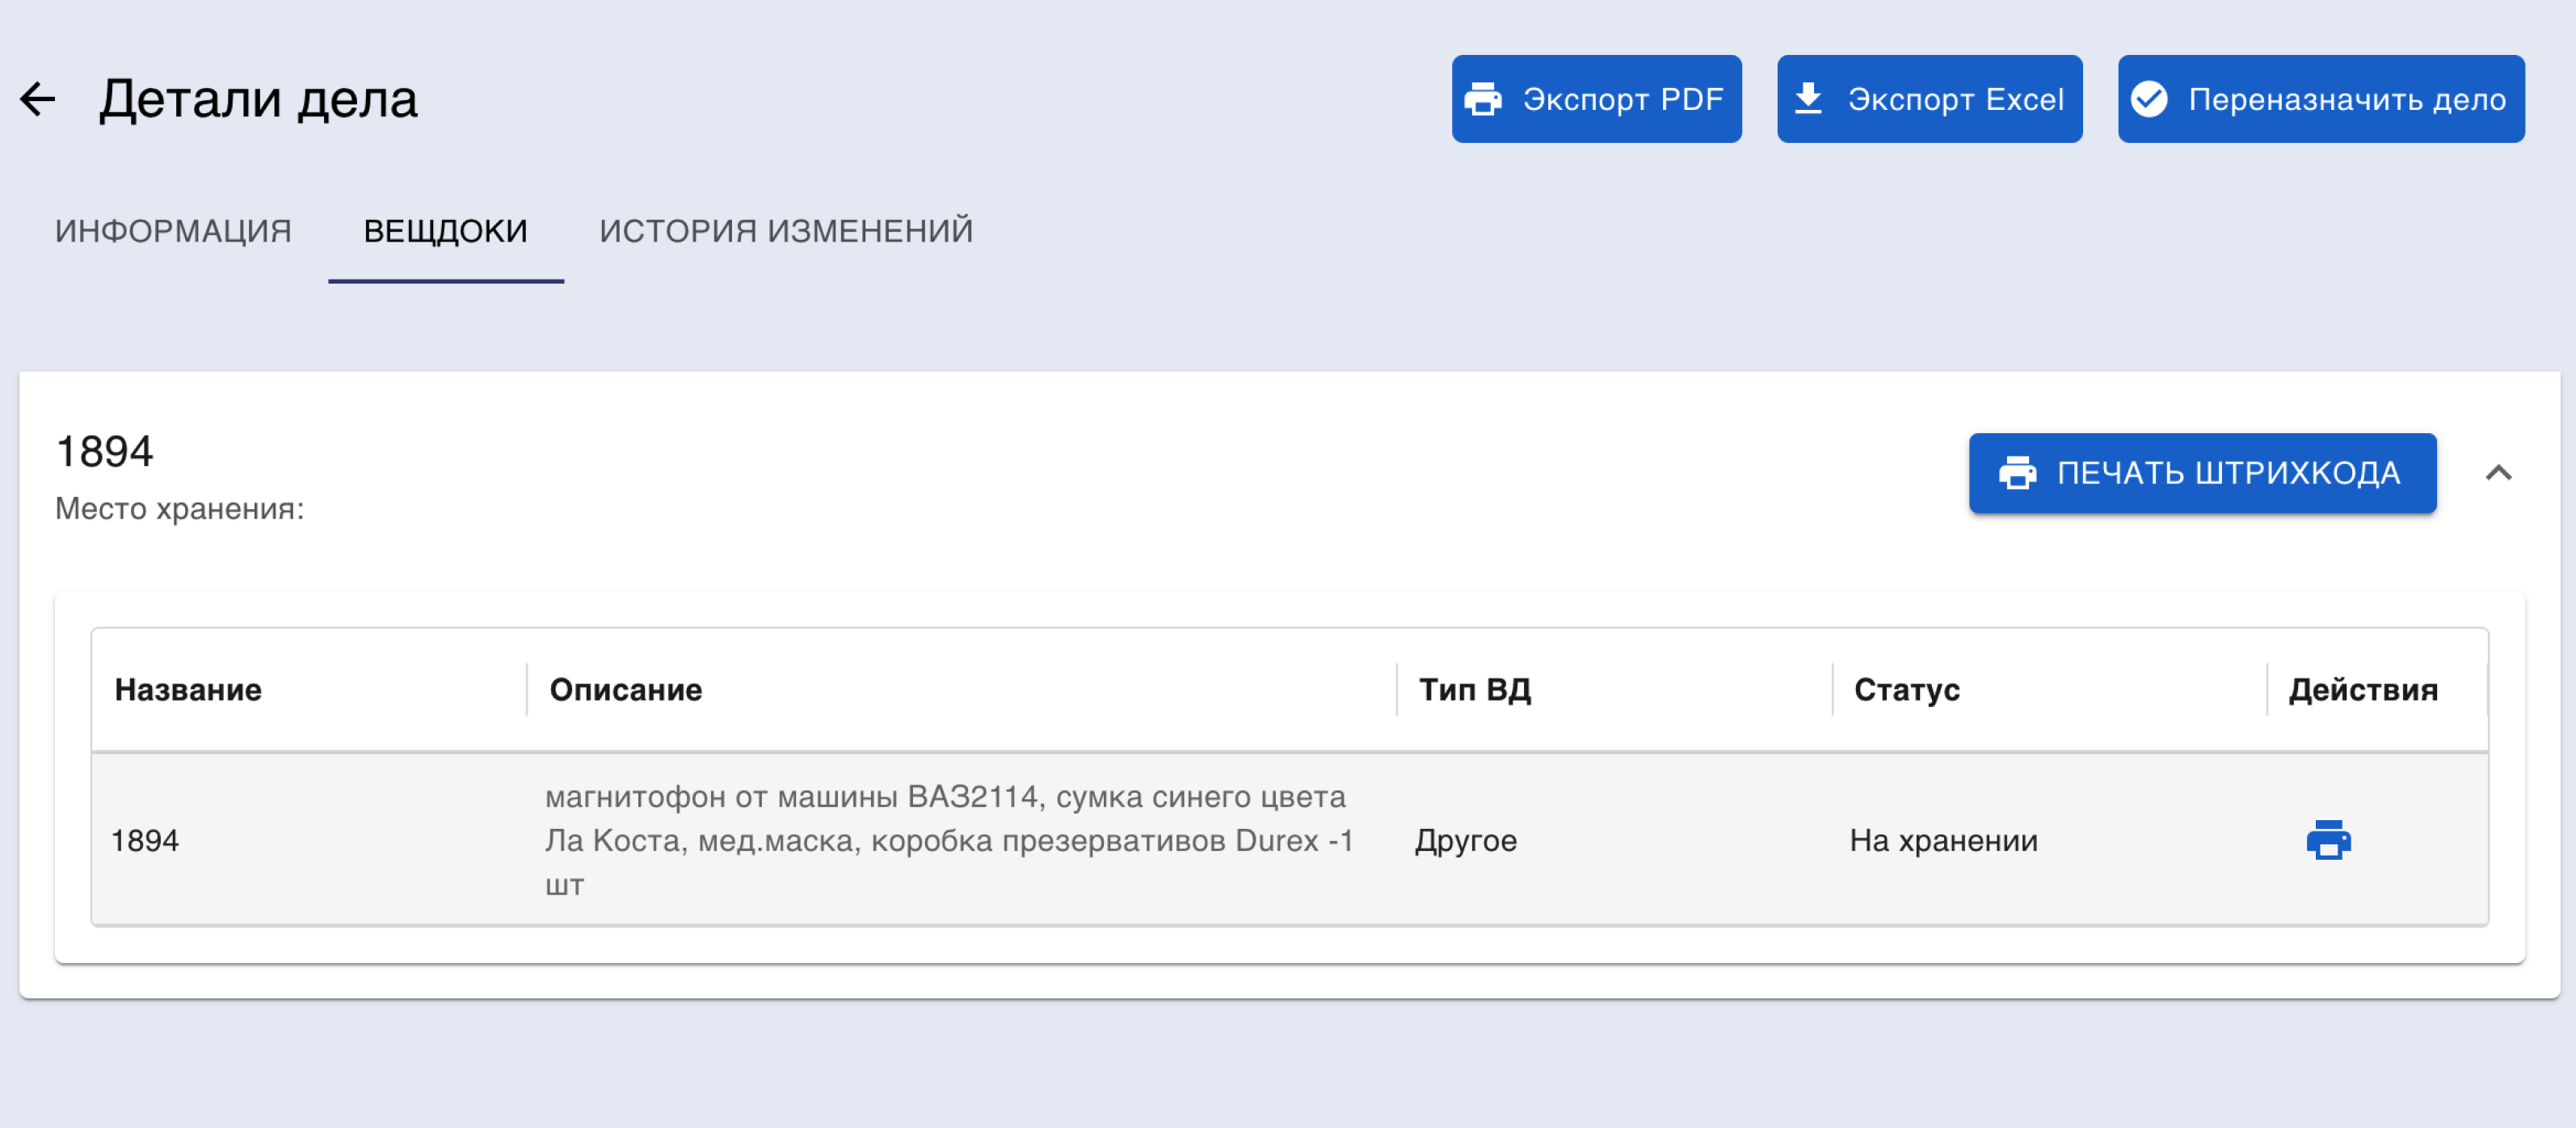 Детали дела
Экспорт PDF
Экспорт Excel
Переназначить дело
ИНФОРМАЦИЯ
ВЕЩДОКИ
ИСТОРИЯ ИЗМЕНЕНИЙ
1894
Место хранения:
ПЕЧАТЬ ШТРИХКОДА
Название
Описание
Тип ВД
Статус
Действия
1894
магнитофон от машины ВАЗ2114, сумка синего цвета
Ла Коста, мед.маска, коробка презервативов Durex -1
шт
Другое
На хранении